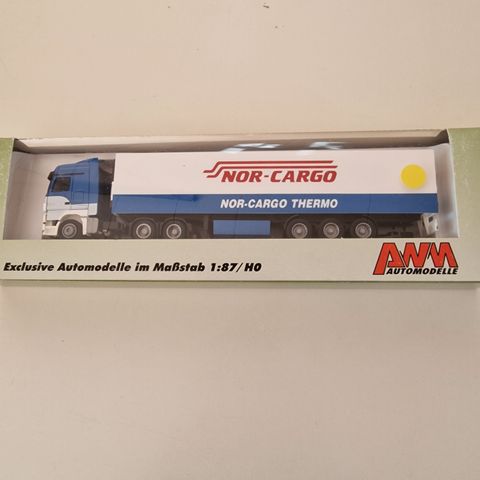 NOR-CARGO
NOR-CARGO THERMO
Exclusive Automodelle im Maßstab 1:87/H0
AWM
AUTOMODELLE